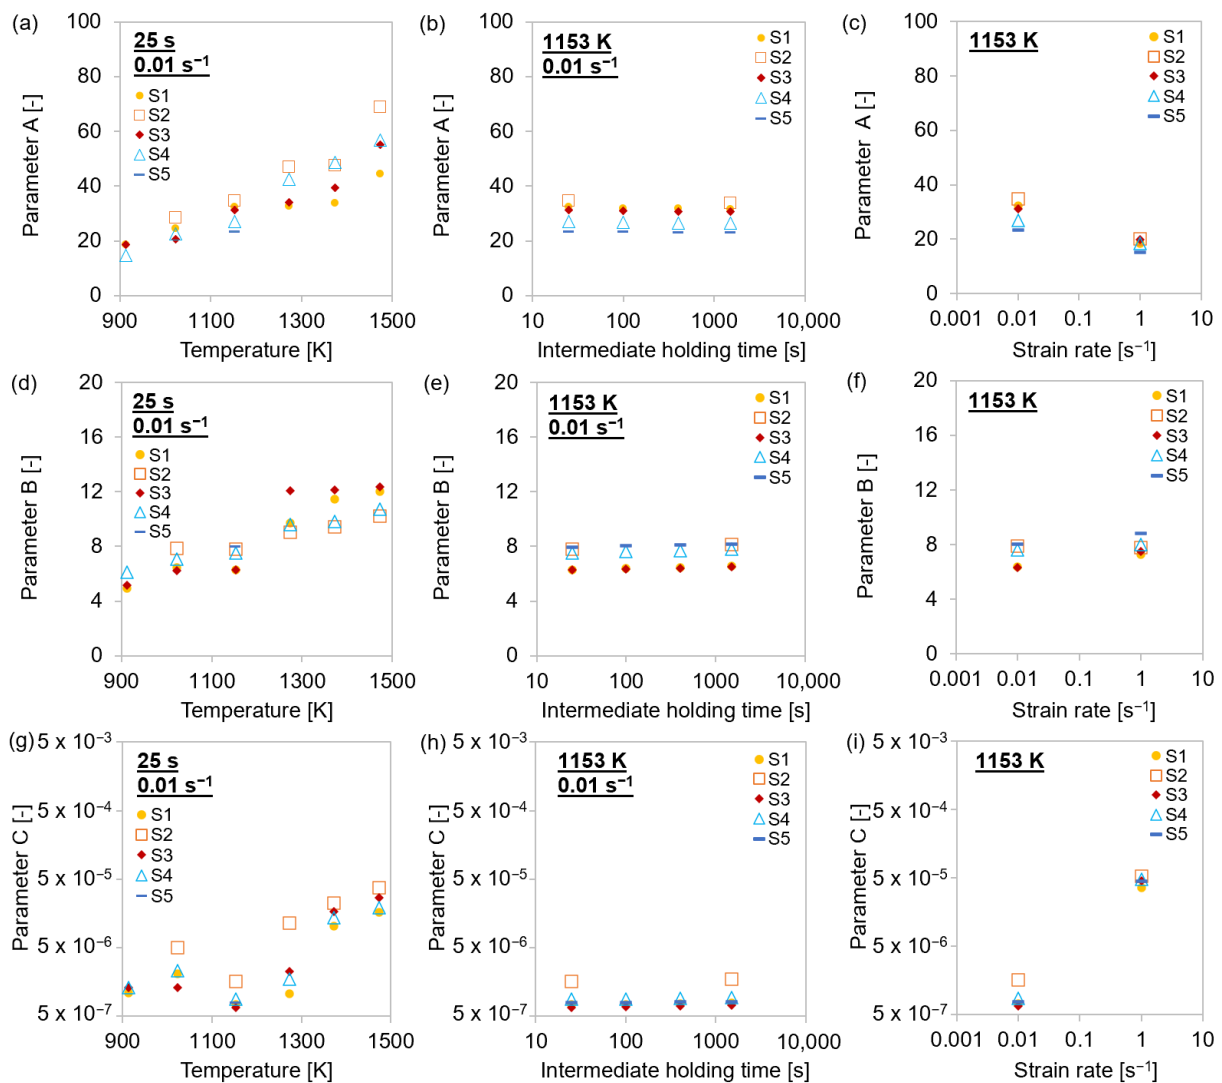 (a)
100
80
60
40
20
0
Parameter A [-]
25 s
0.01 s⁻¹
S1
S2
S3
S4
S5
900
1100
1300
1500
Temperature [K]
(b)
100
80
60
40
20
0
Parameter A [-]
1153 K
0.01 s⁻¹
S1
S2
S3
S4
S5
10
100
1000
10,000
Intermediate holding time [s]
(c)
100
80
60
40
20
0
Parameter A [-]
1153 K
S1
S2
S3
S4
S5
0.001
0.01
0.1
1
10
Strain rate [s⁻¹]
(d)
20
16
12
8
4
0
Parameter B [-]
25 s
0.01 s⁻¹
S1
S2
S3
S4
S5
900
1100
1300
1500
Temperature [K]
(e)
20
16
12
8
4
0
Parameter B [-]
1153 K
0.01 s⁻¹
S1
S2
S3
S4
S5
10
100
1000
10,000
Intermediate holding time [s]
(f)
20
16
12
8
4
0
Parameter B [-]
1153 K
S1
S2
S3
S4
S5
0.001
0.01
0.1
1
10
Strain rate [s⁻¹]
(g)
5 x 10⁻³
5 x 10⁻⁴
5 x 10⁻⁵
5 x 10⁻⁶
5 x 10⁻⁷
Parameter C [-]
25 s
0.01 s⁻¹
S1
S2
S3
S4
S5
900
1100
1300
1500
Temperature [K]
(h)
5 x 10⁻³
5 x 10⁻⁴
5 x 10⁻⁵
5 x 10⁻⁶
5 x 10⁻⁷
Parameter C [-]
1153 K
0.01 s⁻¹
S1
S2
S3
S4
S5
10
100
1000
10,000
Intermediate holding time [s]
(i)
5 x 10⁻³
5 x 10⁻⁴
5 x 10⁻⁵
5 x 10⁻⁶
5 x 10⁻⁷
Parameter C [-]
1153 K
S1
S2
S3
S4
S5
0.001
0.01
0.1
1
10
Strain rate [s⁻¹]